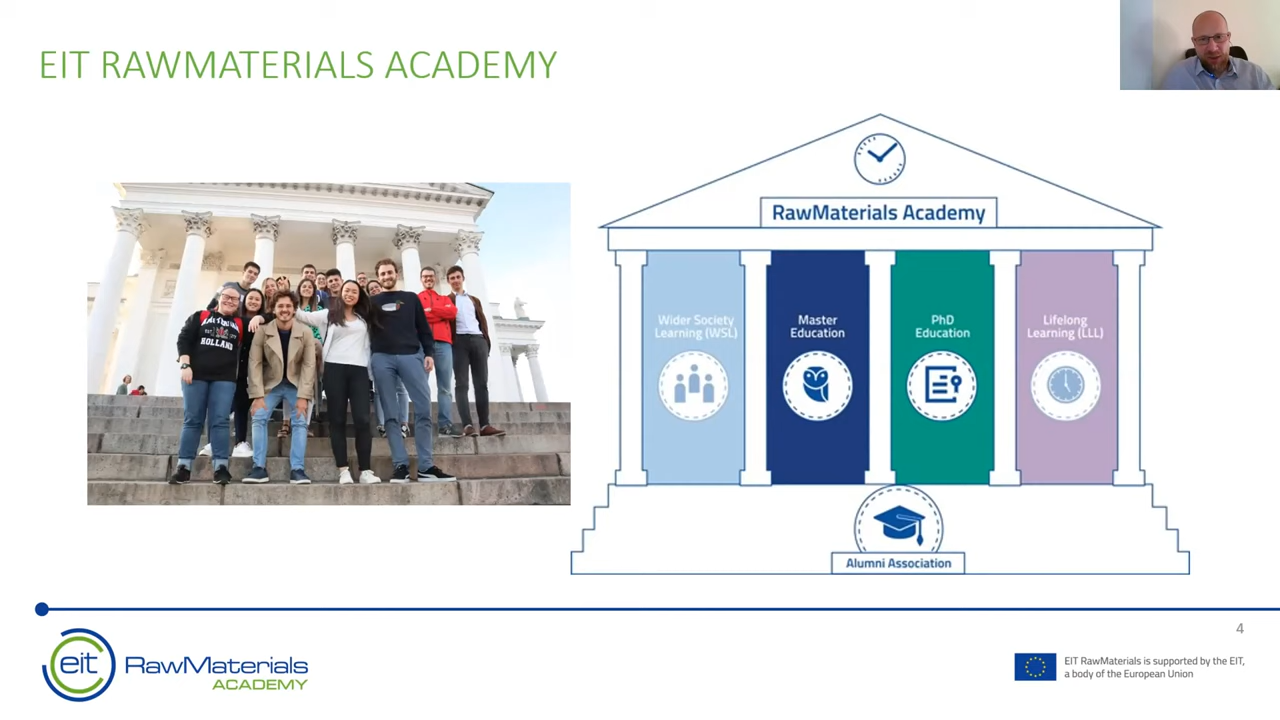 EIT RAWMATERIALS ACADEMY
RawMaterials Academy
Wider Society
Learning (WSL)
Master
Education
PhD
Education
Lifelong
Learning (LLL)
Alumni Association
HOLLAND
4
eit RawMaterials
ACADEMY
EIT RawMaterials is supported by the EIT,
a body of the European Union